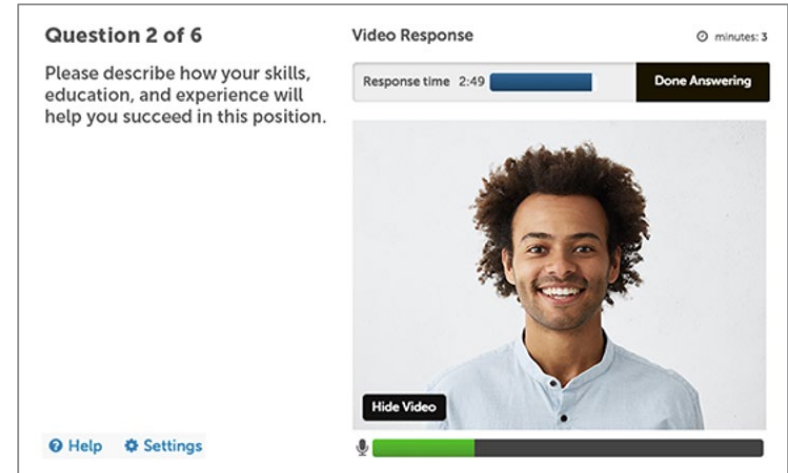 Question 2 of 6
Please describe how your skills,
education, and experience will
help you succeed in this position.
Help Settings
Video Response
minutes: 3
Response time 2:49
Done Answering
Hide Video